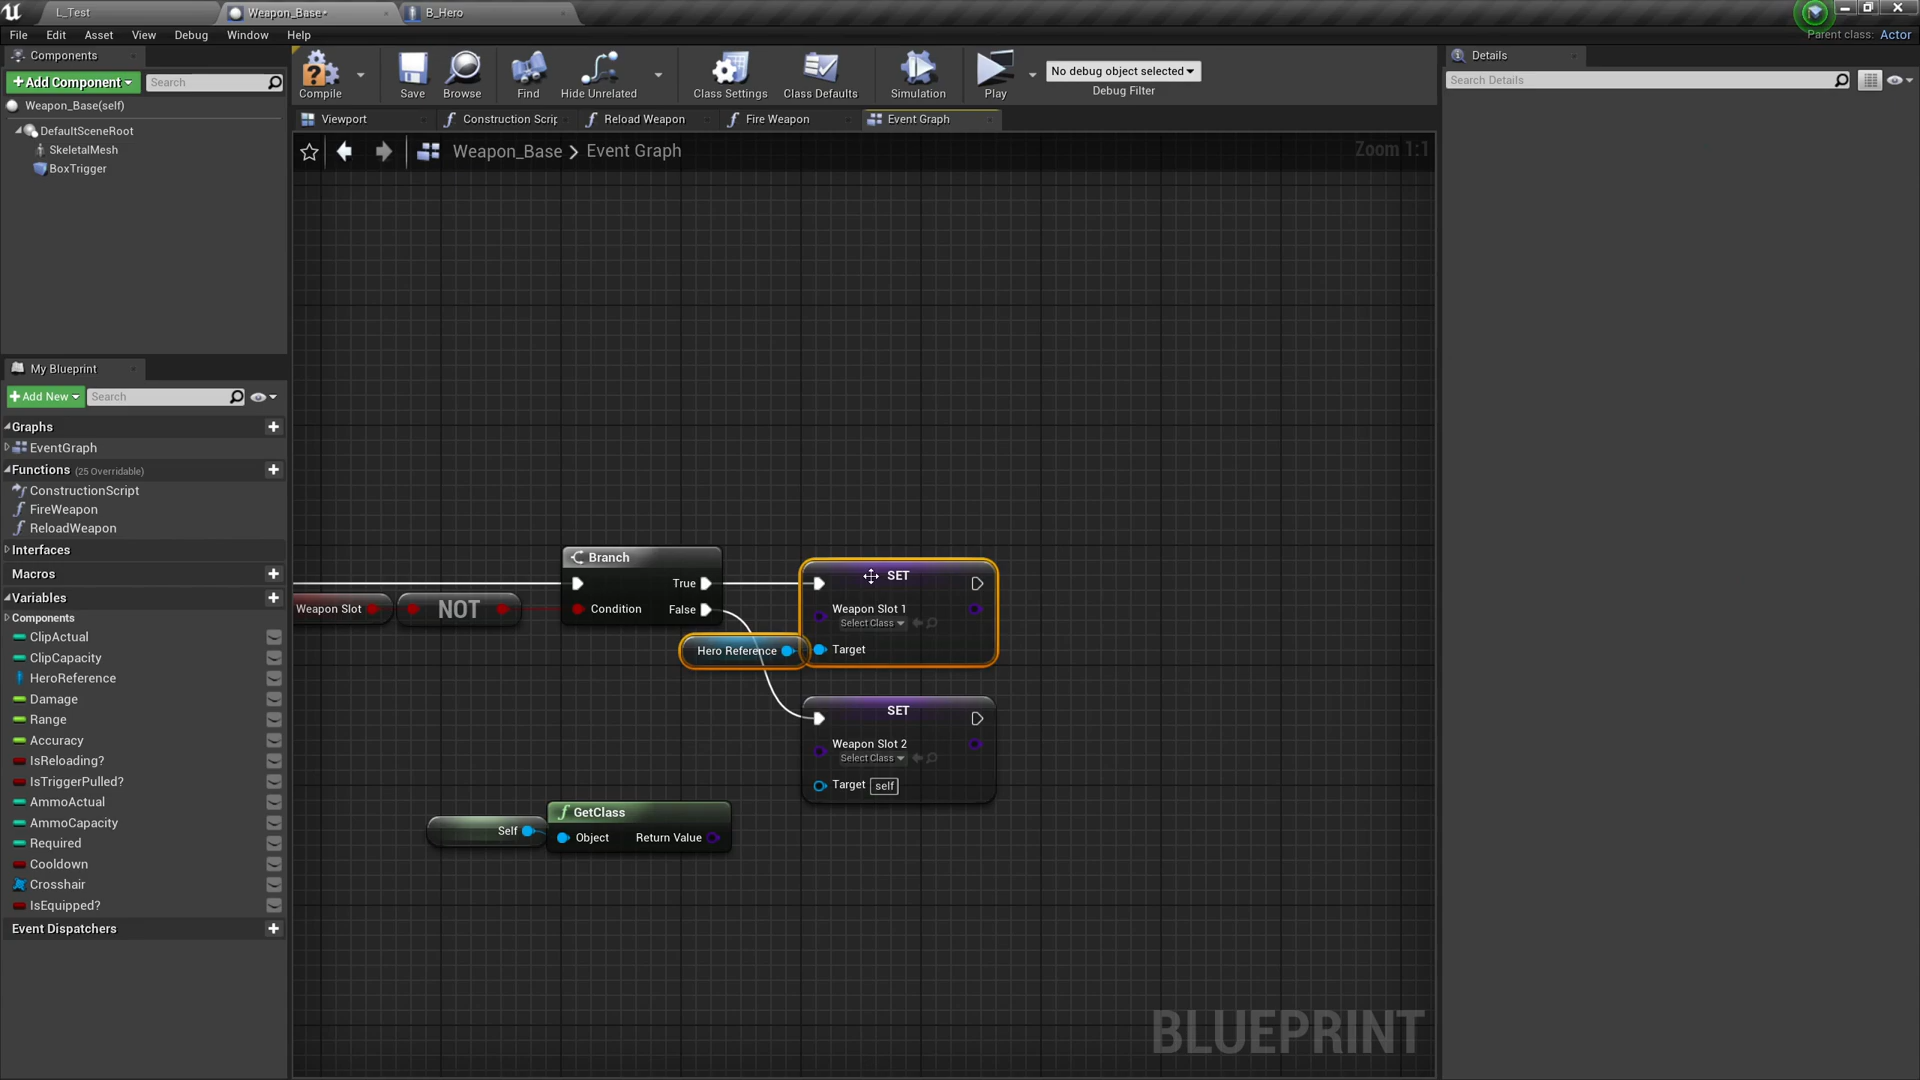 L_Test
Weapon_Base*
B_Hero
File Edit Asset View Debug Window Help
Parent class: Actor
Components
+Add Component
Search
Weapon_Base(self)
DefaultSceneRoot
SkeletalMesh
BoxTrigger
Compile
Save
Browse
Find
Hide Unrelated
Class Settings
Class Defaults
Simulation
Play
No debug object selected
Debug Filter
Details
Search Details
Viewport
Construction Scrip
Reload Weapon
Fire Weapon
Event Graph
Weapon_Base > Event Graph
Zoom 1:1
My Blueprint
+Add New
Search
Graphs
EventGraph
Functions (25 Overridable)
ConstructionScript
FireWeapon
ReloadWeapon
Interfaces
Macros
Variables
Components
ClipActual
ClipCapacity
HeroReference
Damage
Range
Accuracy
IsReloading?
IsTriggerPulled?
AmmoActual
AmmoCapacity
Required
Cooldown
Crosshair
IsEquipped?
Event Dispatchers
Weapon Slot
NOT
Branch
True
Condition
False
Hero Reference
SET
Weapon Slot 1
Select Class
Target
SET
Weapon Slot 2
Select Class
Target self
Self
GetClass
Object
Return Value
BLUEPRINT